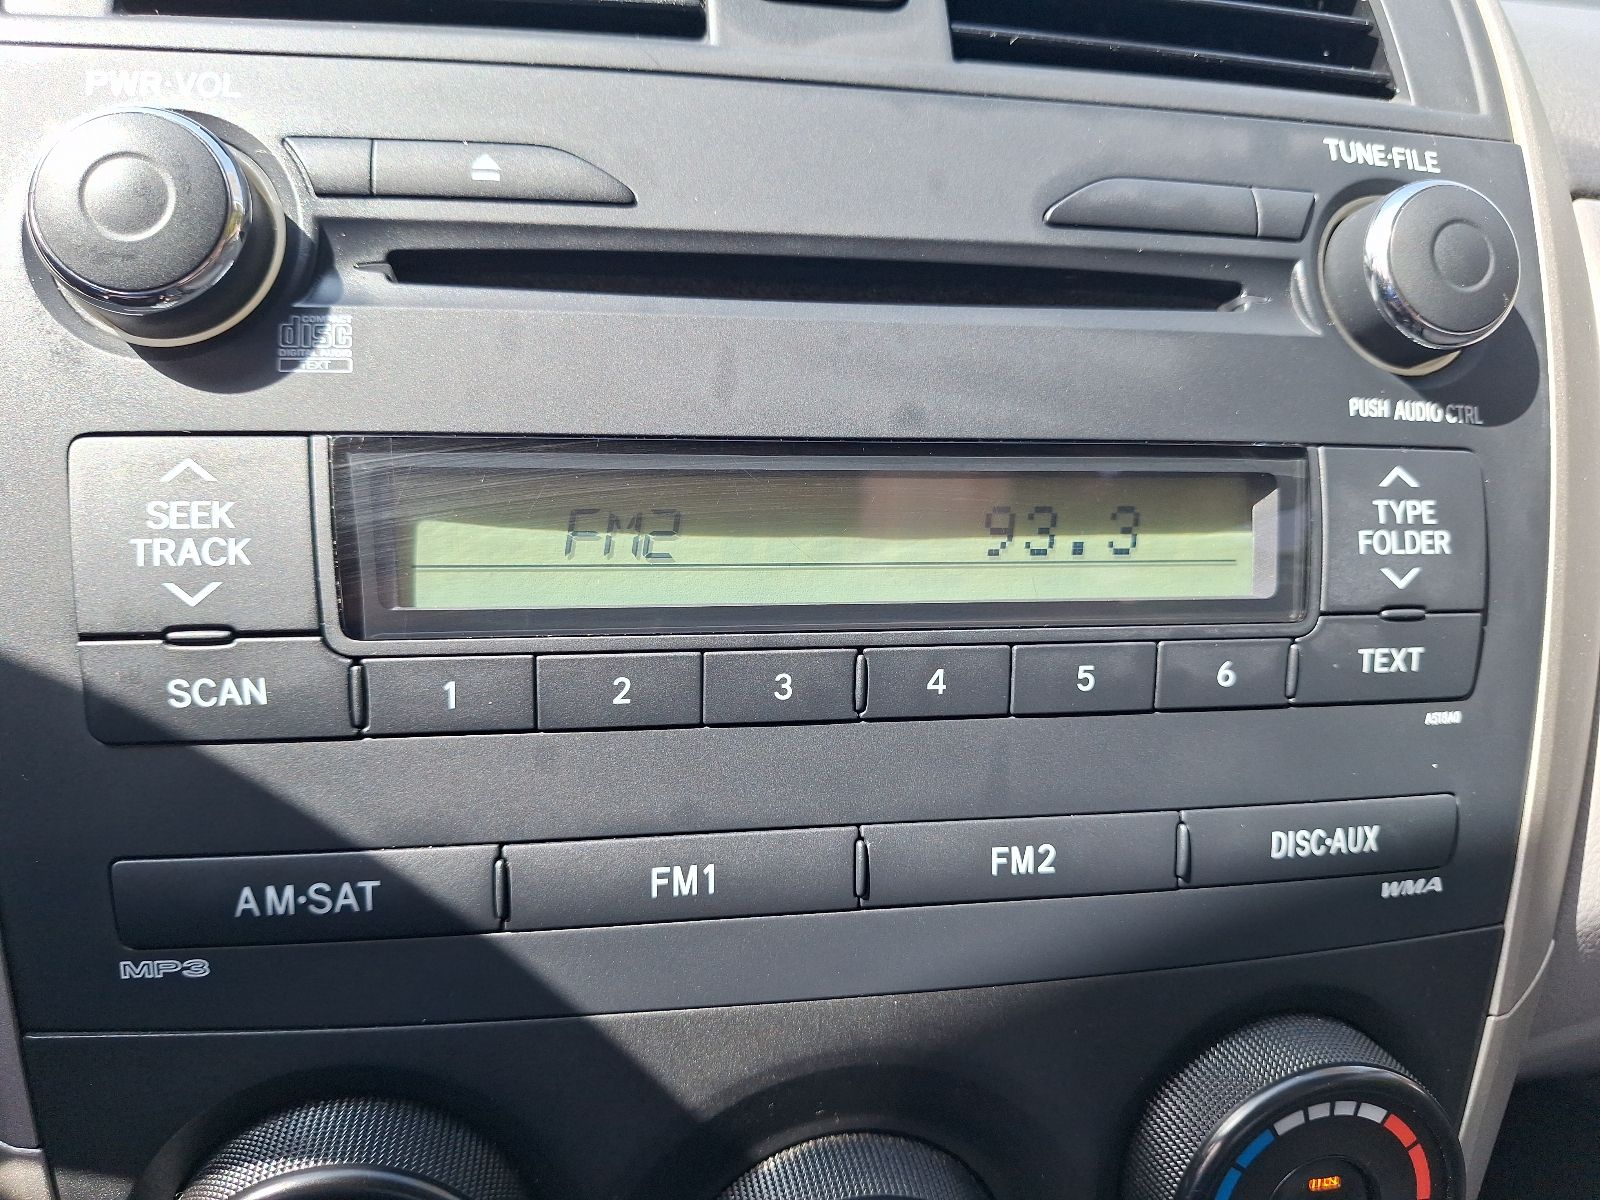 PWR·VOL
TUNE·FILE
COMPACT
disc
DIGITAL AUDIO
TEXT
PUSH AUDIO CTRL
SEEK
TRACK
FM2 93.3
TYPE
FOLDER
SCAN
1 2 3 4 5 6
TEXT
AM·SAT
FM1
FM2
DISC·AUX
MP3
WMA